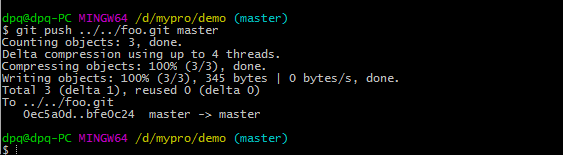 dpq@dpq-PC MINGW64 /d/mypro/demo (master)
$ git push ../../foo.git master
Counting objects: 3, done.
Delta compression using up to 4 threads.
Compressing objects: 100% (3/3), done.
Writing objects: 100% (3/3), 345 bytes | 0 bytes/s, done.
Total 3 (delta 1), reused 0 (delta 0)
To ../../foo.git
   0ec5a0d..bfe0c24  master -> master
dpq@dpq-PC MINGW64 /d/mypro/demo (master)
$